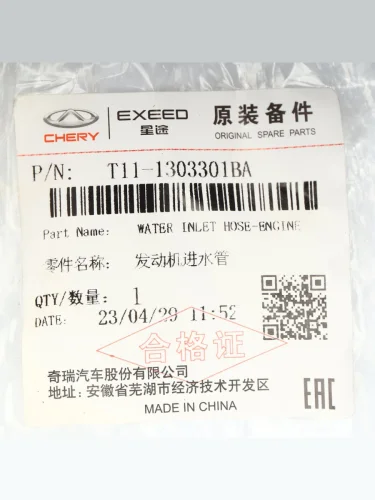 CHERY
EXEED
星途
原装备件
ORIGINAL SPARE PARTS
P/N: T11-1303301BA
Part Name: WATER INLET HOSE-ENGINE
零件名称: 发动机进水管
QTY/数量: 1
DATE: 23/04/29 11:52
合格证
奇瑞汽车股份有限公司
地址: 安徽省芜湖市经济技术开发区
MADE IN CHINA
EAC